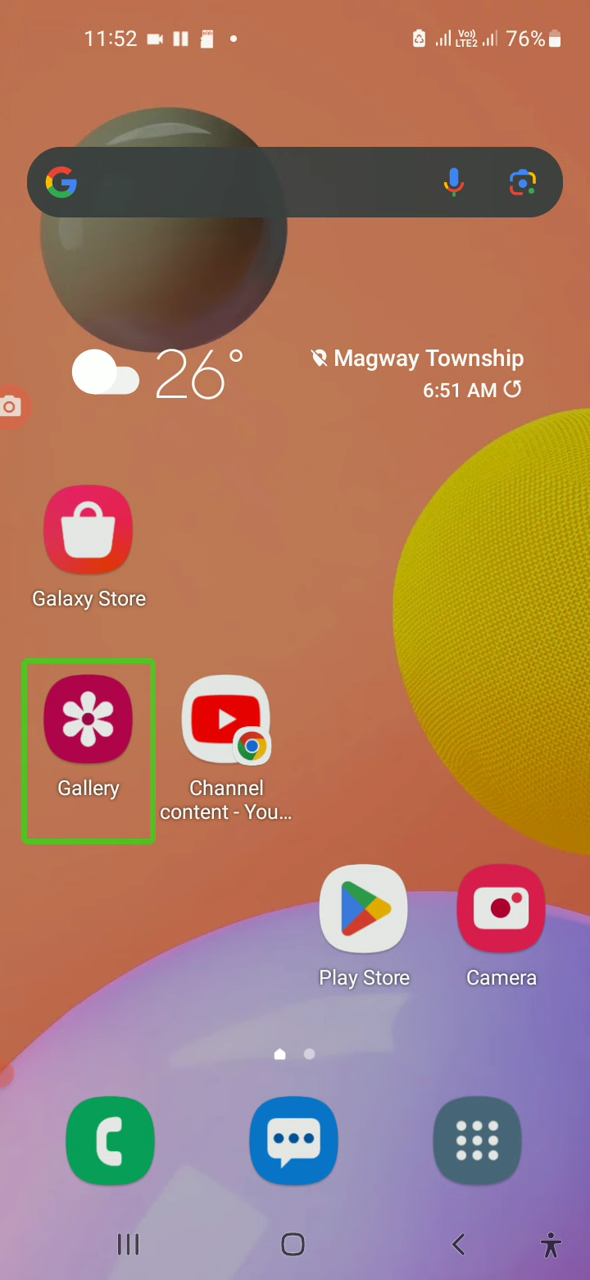 11:52
Vo))
LTE2
76%
26°
Magway Township
6:51 AM
Galaxy Store
Gallery
Channel
content - You...
Play Store
Camera